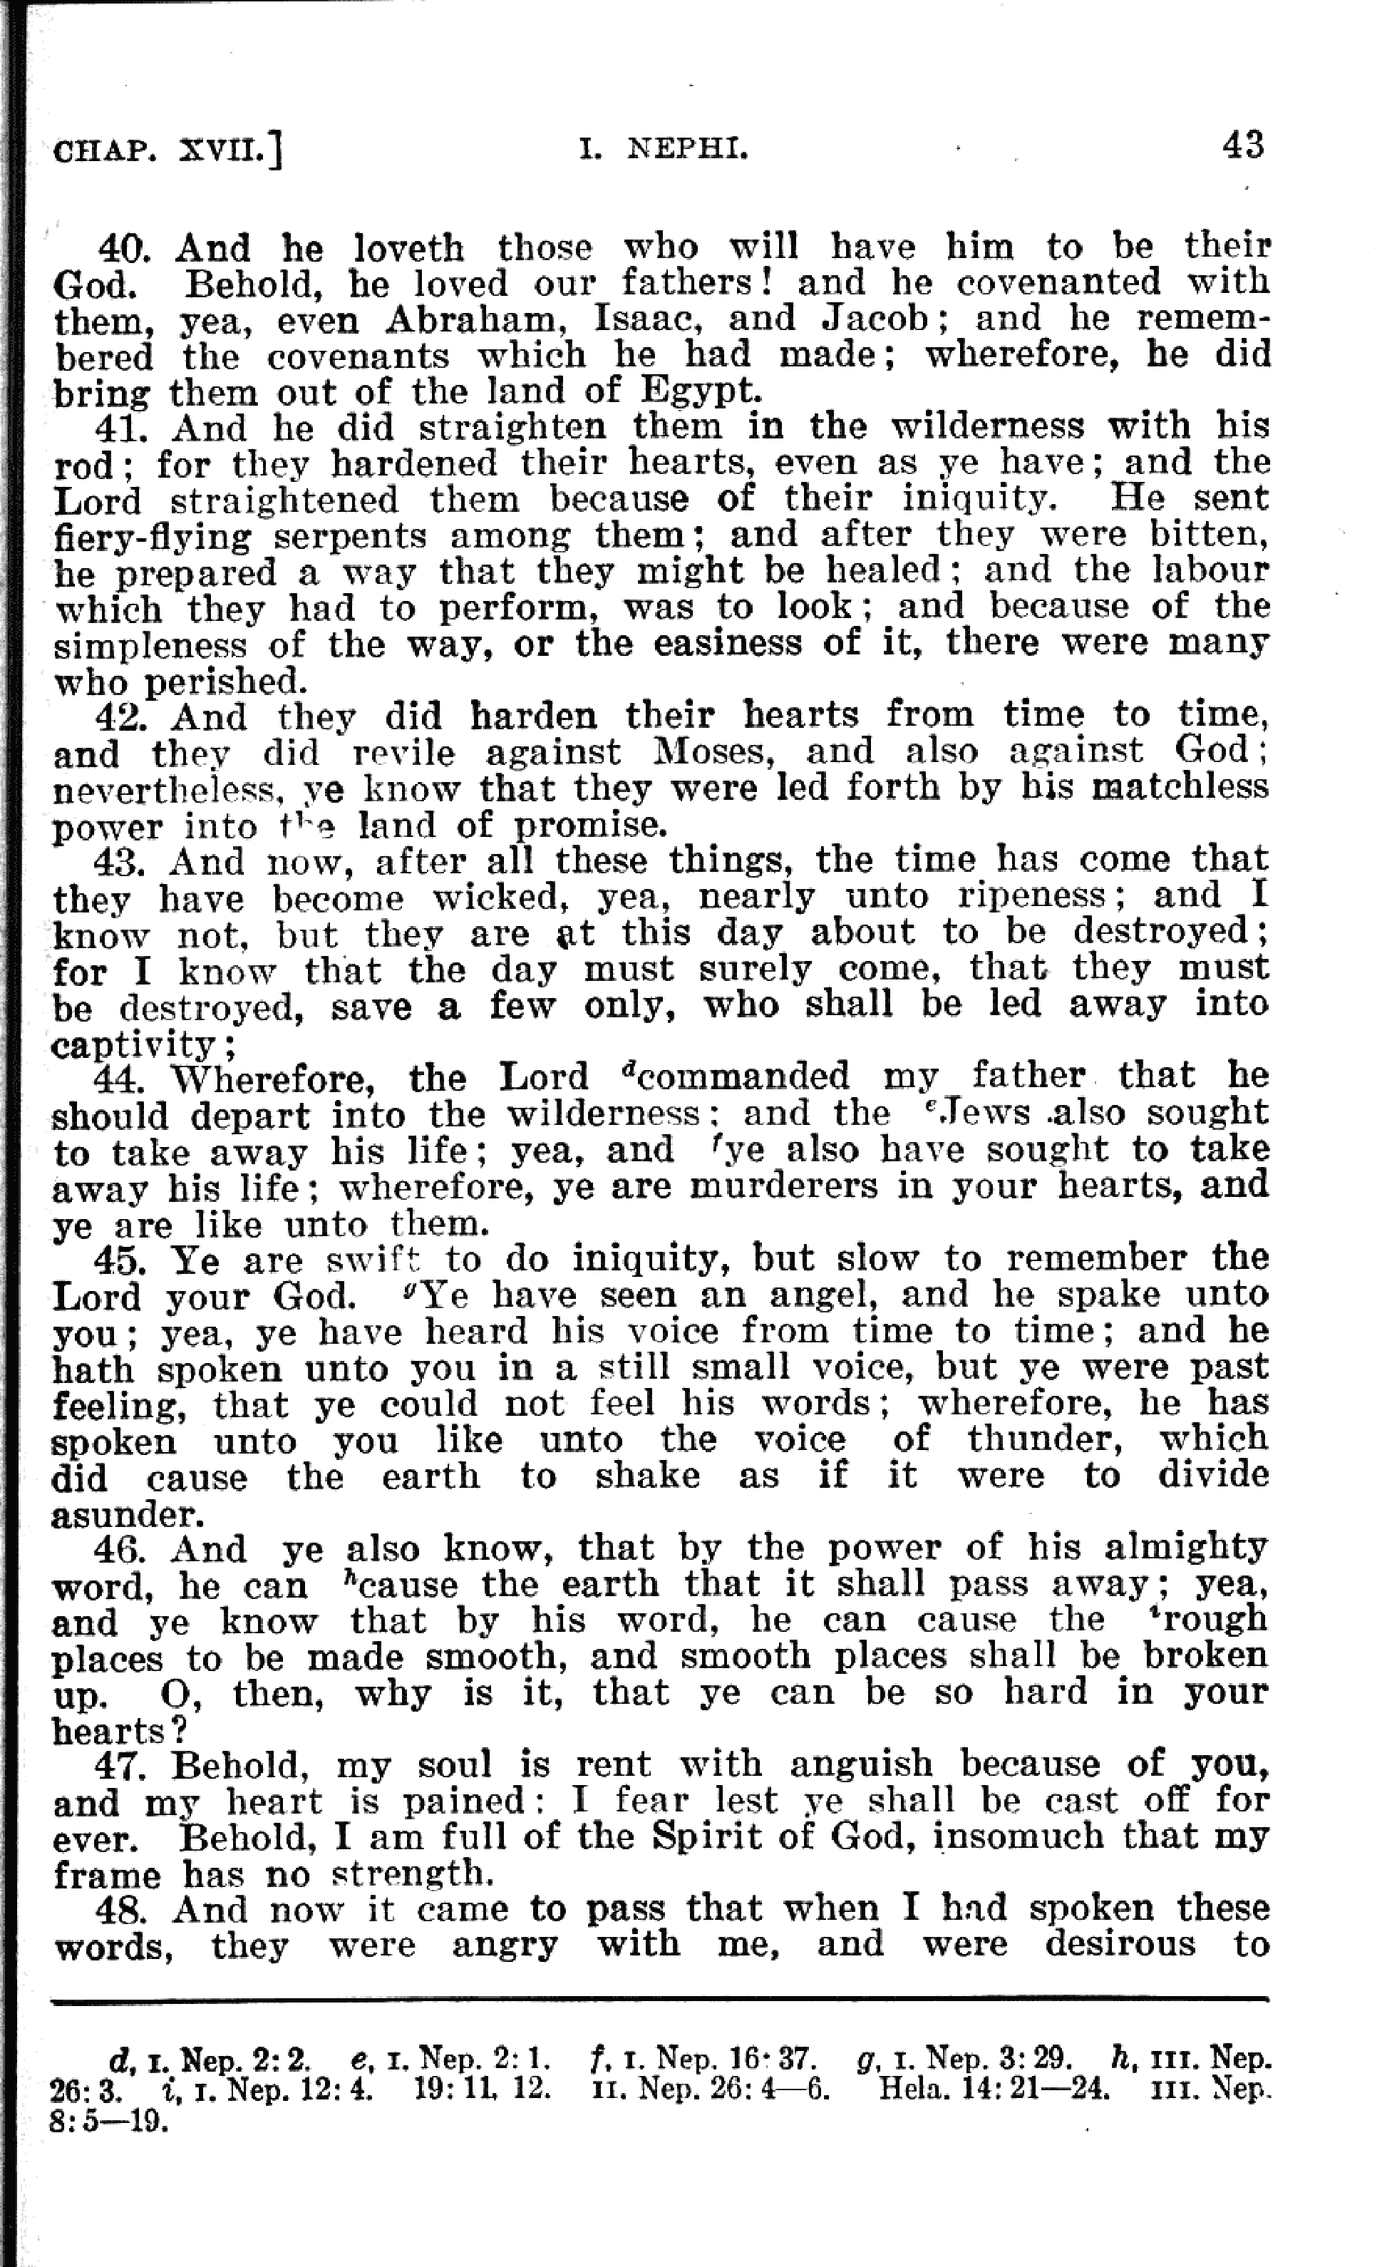 CHAP. XVII.] I. NEPHI. 43
40. And he loveth those who will have him to be their
God. Behold, he loved our fathers! and he covenanted with
them, yea, even Abraham, Isaac, and Jacob; and he remem-
bered the covenants which he had made; wherefore, he did
bring them out of the land of Egypt.
41. And he did straighten them in the wilderness with his
rod; for they hardened their hearts, even as ye have; and the
Lord straightened them because of their iniquity. He sent
fiery-flying serpents among them; and after they were bitten,
he prepared a way that they might be healed; and the labour
which they had to perform, was to look; and because of the
simpleness of the way, or the easiness of it, there were many
who perished.
42. And they did harden their hearts from time to time,
and they did revile against Moses, and also against God;
nevertheless, ye know that they were led forth by his matchless
power into the land of promise.
43. And now, after all these things, the time has come that
they have become wicked, yea, nearly unto ripeness; and I
know not, but they are at this day about to be destroyed;
for I know that the day must surely come, that they must
be destroyed, save a few only, who shall be led away into
captivity;
44. Wherefore, the Lord dcommanded my father that he
should depart into the wilderness; and the eJews also sought
to take away his life; yea, and fye also have sought to take
away his life; wherefore, ye are murderers in your hearts, and
ye are like unto them.
45. Ye are swift to do iniquity, but slow to remember the
Lord your God. gYe have seen an angel, and he spake unto
you; yea, ye have heard his voice from time to time; and he
hath spoken unto you in a still small voice, but ye were past
feeling, that ye could not feel his words; wherefore, he has
spoken unto you like unto the voice of thunder, which
did cause the earth to shake as if it were to divide
asunder.
46. And ye also know, that by the power of his almighty
word, he can hcause the earth that it shall pass away; yea,
and ye know that by his word, he can cause the irough
places to be made smooth, and smooth places shall be broken
up. O, then, why is it, that ye can be so hard in your
hearts?
47. Behold, my soul is rent with anguish because of you,
and my heart is pained: I fear lest ye shall be cast off for
ever. Behold, I am full of the Spirit of God, insomuch that my
frame has no strength.
48. And now it came to pass that when I had spoken these
words, they were angry with me, and were desirous to
d, I. Nep. 2: 2. e, I. Nep. 2: 1. f, I. Nep. 16: 37. g, I. Nep. 3: 29. h, III. Nep.
26: 3. i, I. Nep. 12: 4. 19: 11, 12. II. Nep. 26: 4—6. Hela. 14: 21—24. III. Nep.
8: 5—19.